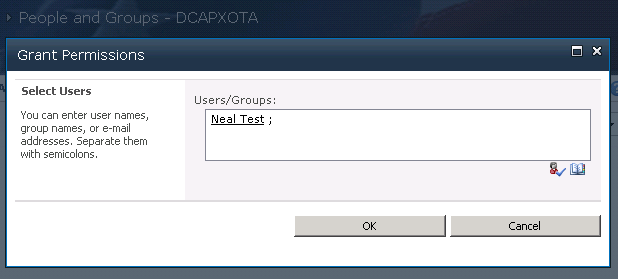 People and Groups - DCAPXOTA
Grant Permissions
Select Users
You can enter user names,
group names, or e-mail
addresses. Separate them
with semicolons.
Users/Groups:
Neal Test ;
OK
Cancel